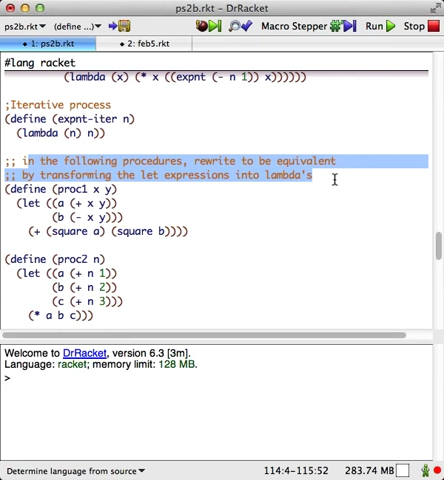 ps2b.rkt - DrRacket
ps2b.rkt▼ (define ...)▼ Macro Stepper Run Stop
1: ps2b.rkt 2: feb5.rkt
#lang racket
(lambda (x) (* x ((expnt (- n 1)) x))))))
;Iterative process
(define (expnt-iter n)
(lambda (n) n))
;; in the following procedures, rewrite to be equivalent
;; by transforming the let expressions into lambda's
(define (proc1 x y)
(let ((a (+ x y))
(b (- x y)))
(+ (square a) (square b))))
(define (proc2 n)
(let ((a (+ n 1))
(b (+ n 2))
(c (+ n 3)))
(* a b c)))
Welcome to DrRacket, version 6.3 [3m].
Language: racket; memory limit: 128 MB.
>
Determine language from source▼ 114:4-115:52 283.74 MB